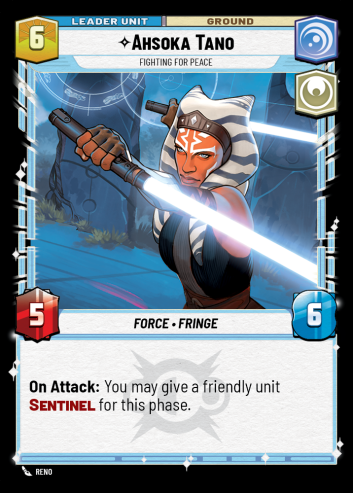 LEADER UNIT
GROUND
6
✧AHSOKA TANO
FIGHTING FOR PEACE
5
FORCE • FRINGE
6
On Attack: You may give a friendly unit
SENTINEL for this phase.
RENO